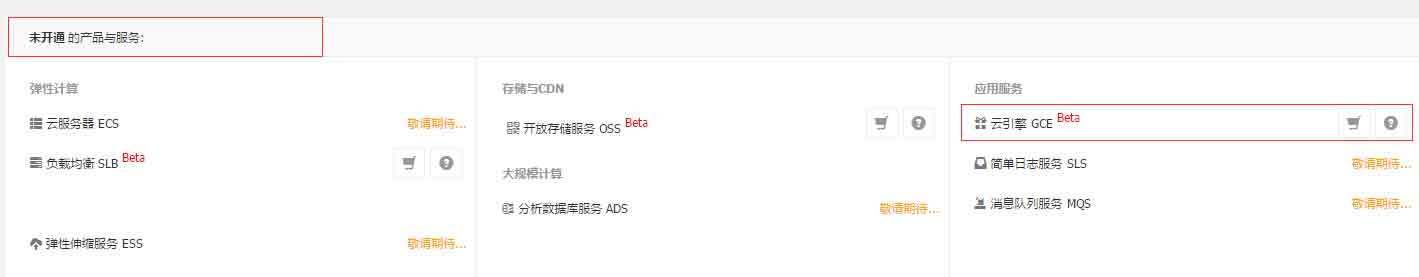 未开通 的产品与服务:
弹性计算
云服务器 ECS 敬请期待...
负载均衡 SLB Beta
弹性伸缩服务 ESS 敬请期待...
存储与CDN
开放存储服务 OSS Beta
大规模计算
分析数据库服务 ADS 敬请期待...
应用服务
云引擎 GCE Beta
简单日志服务 SLS 敬请期待...
消息队列服务 MQS 敬请期待...